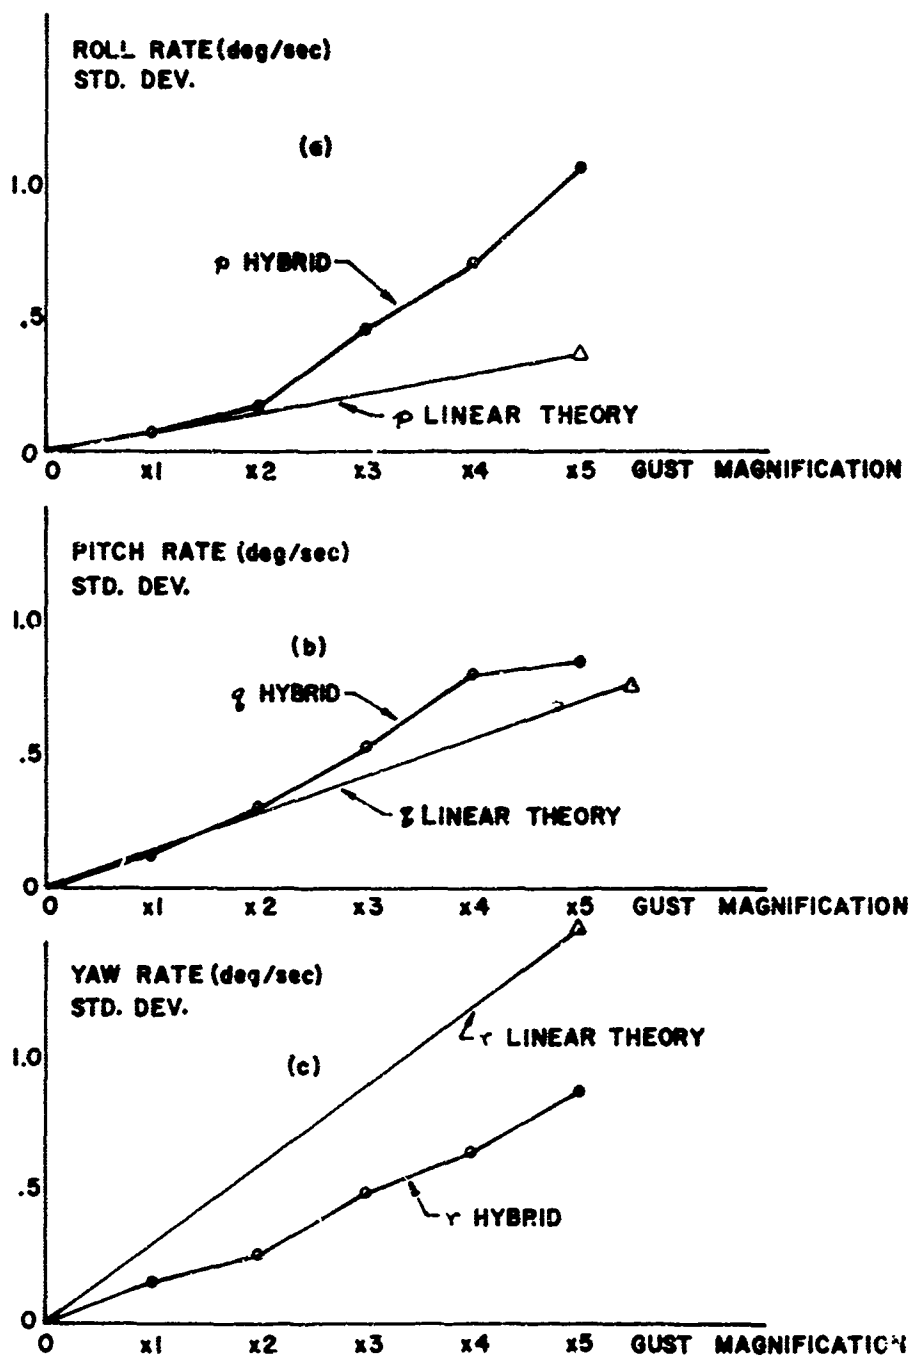 ROLL RATE (deg/sec)
STD. DEV.
(a)
1.0
p HYBRID
.5
p LINEAR THEORY
0
0 x1 x2 x3 x4 x5 GUST MAGNIFICATION
PITCH RATE (deg/sec)
STD. DEV.
1.0
(b)
q HYBRID
.5
q LINEAR THEORY
0
0 x1 x2 x3 x4 x5 GUST MAGNIFICATION
YAW RATE (deg/sec)
STD. DEV.
r LINEAR THEORY
1.0
(c)
.5
r HYBRID
0
0 x1 x2 x3 x4 x5 GUST MAGNIFICATION